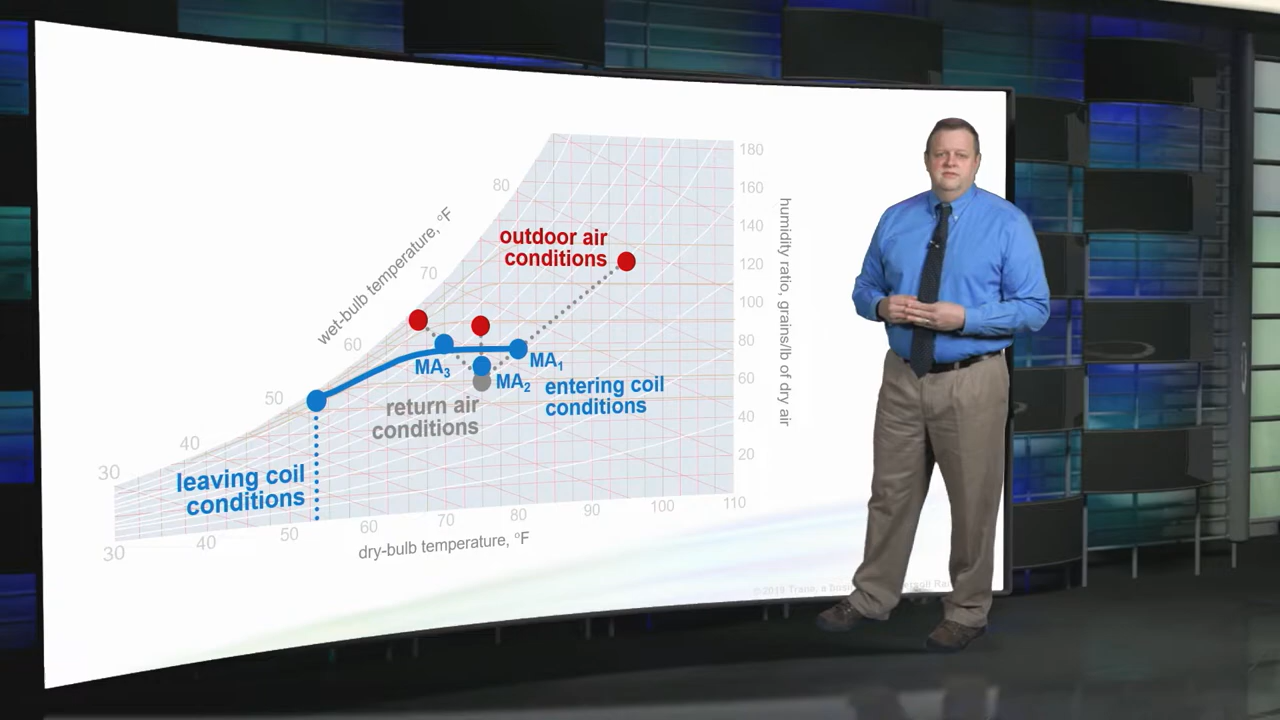 180
80
160
outdoor air
conditions
140
wet-bulb temperature, °F
70
120
100
60
80
MA3
MA1
MA2
60
entering coil
conditions
humidity ratio, grains/lb of dry air
50
return air
conditions
40
40
20
30
leaving coil
conditions
30
40
50
60
70
80
90
100
110
dry-bulb temperature, °F
©2019 Trane, a